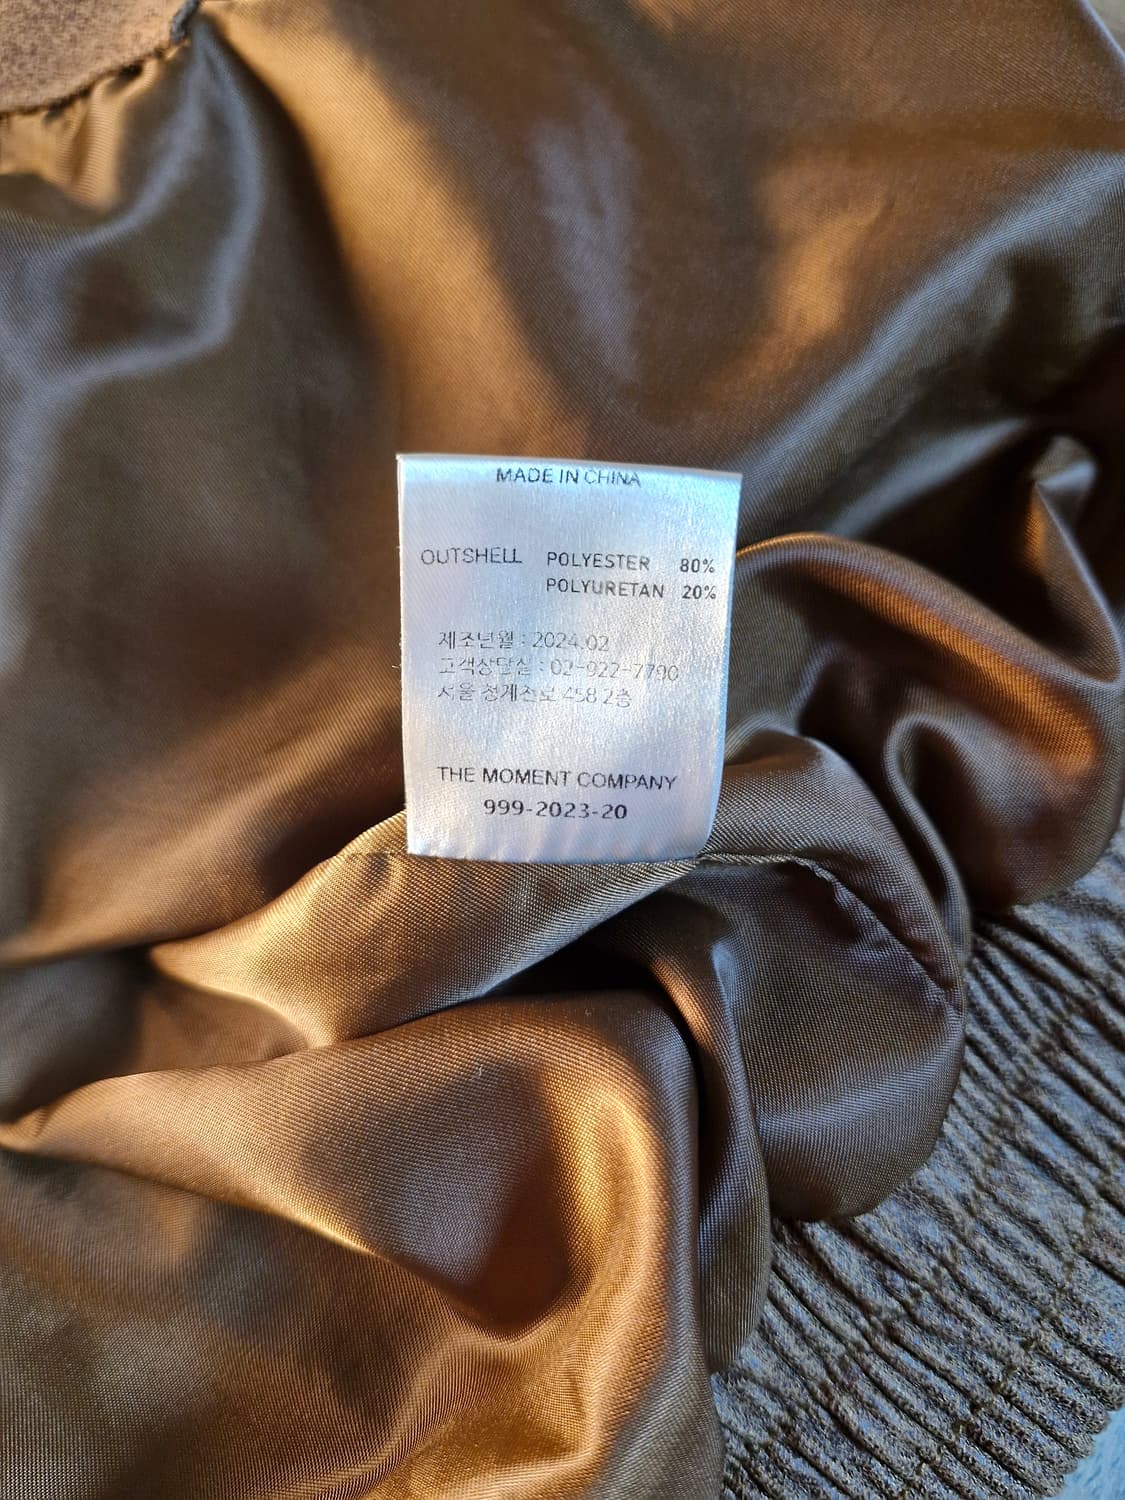 MADE IN CHINA
OUTSHELL POLYESTER 80%
POLYURETAN 20%
제조년월 : 2024.02
고객상담실 : 02-922-7790
서울 청계천로 458 2층
THE MOMENT COMPANY
999-2023-20